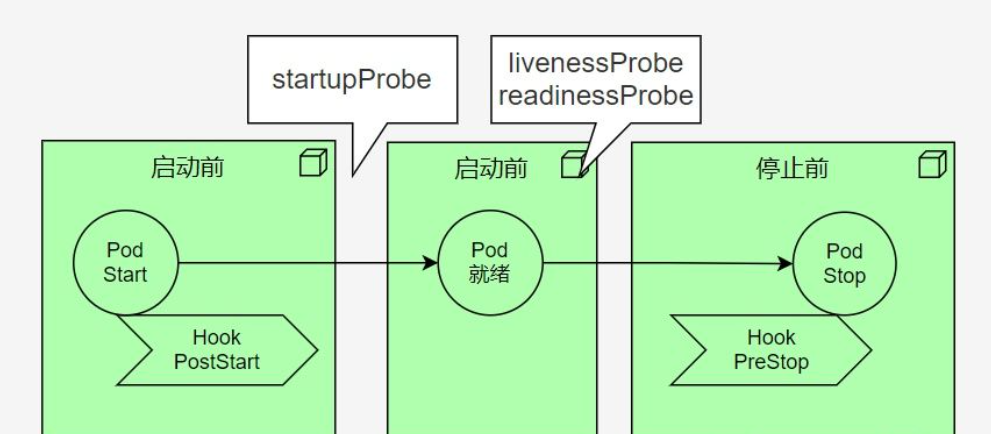 startupProbe
livenessProbe
readinessProbe
启动前
启动前
停止前
Pod
Start
Pod
就绪
Pod
Stop
Hook
PostStart
Hook
PreStop